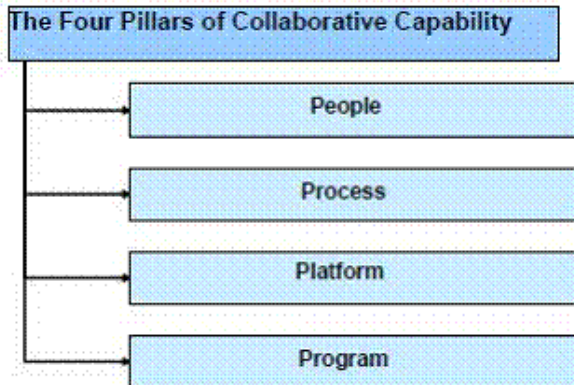 The Four Pillars of Collaborative Capability
People
Process
Platform
Program